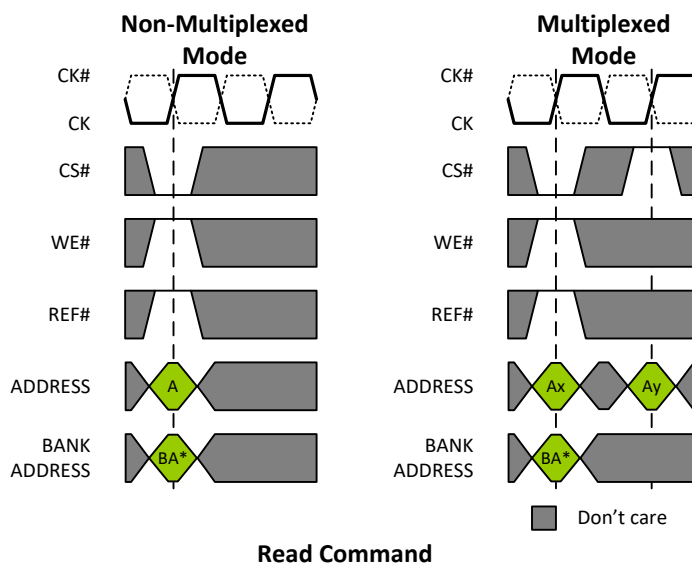 Non-Multiplexed
Mode
CK#
CK
CS#
WE#
REF#
ADDRESS
A
BANK
ADDRESS
BA*
Multiplexed
Mode
CK#
CK
CS#
WE#
REF#
ADDRESS
Ax
Ay
BANK
ADDRESS
BA*
Don't care
Read Command